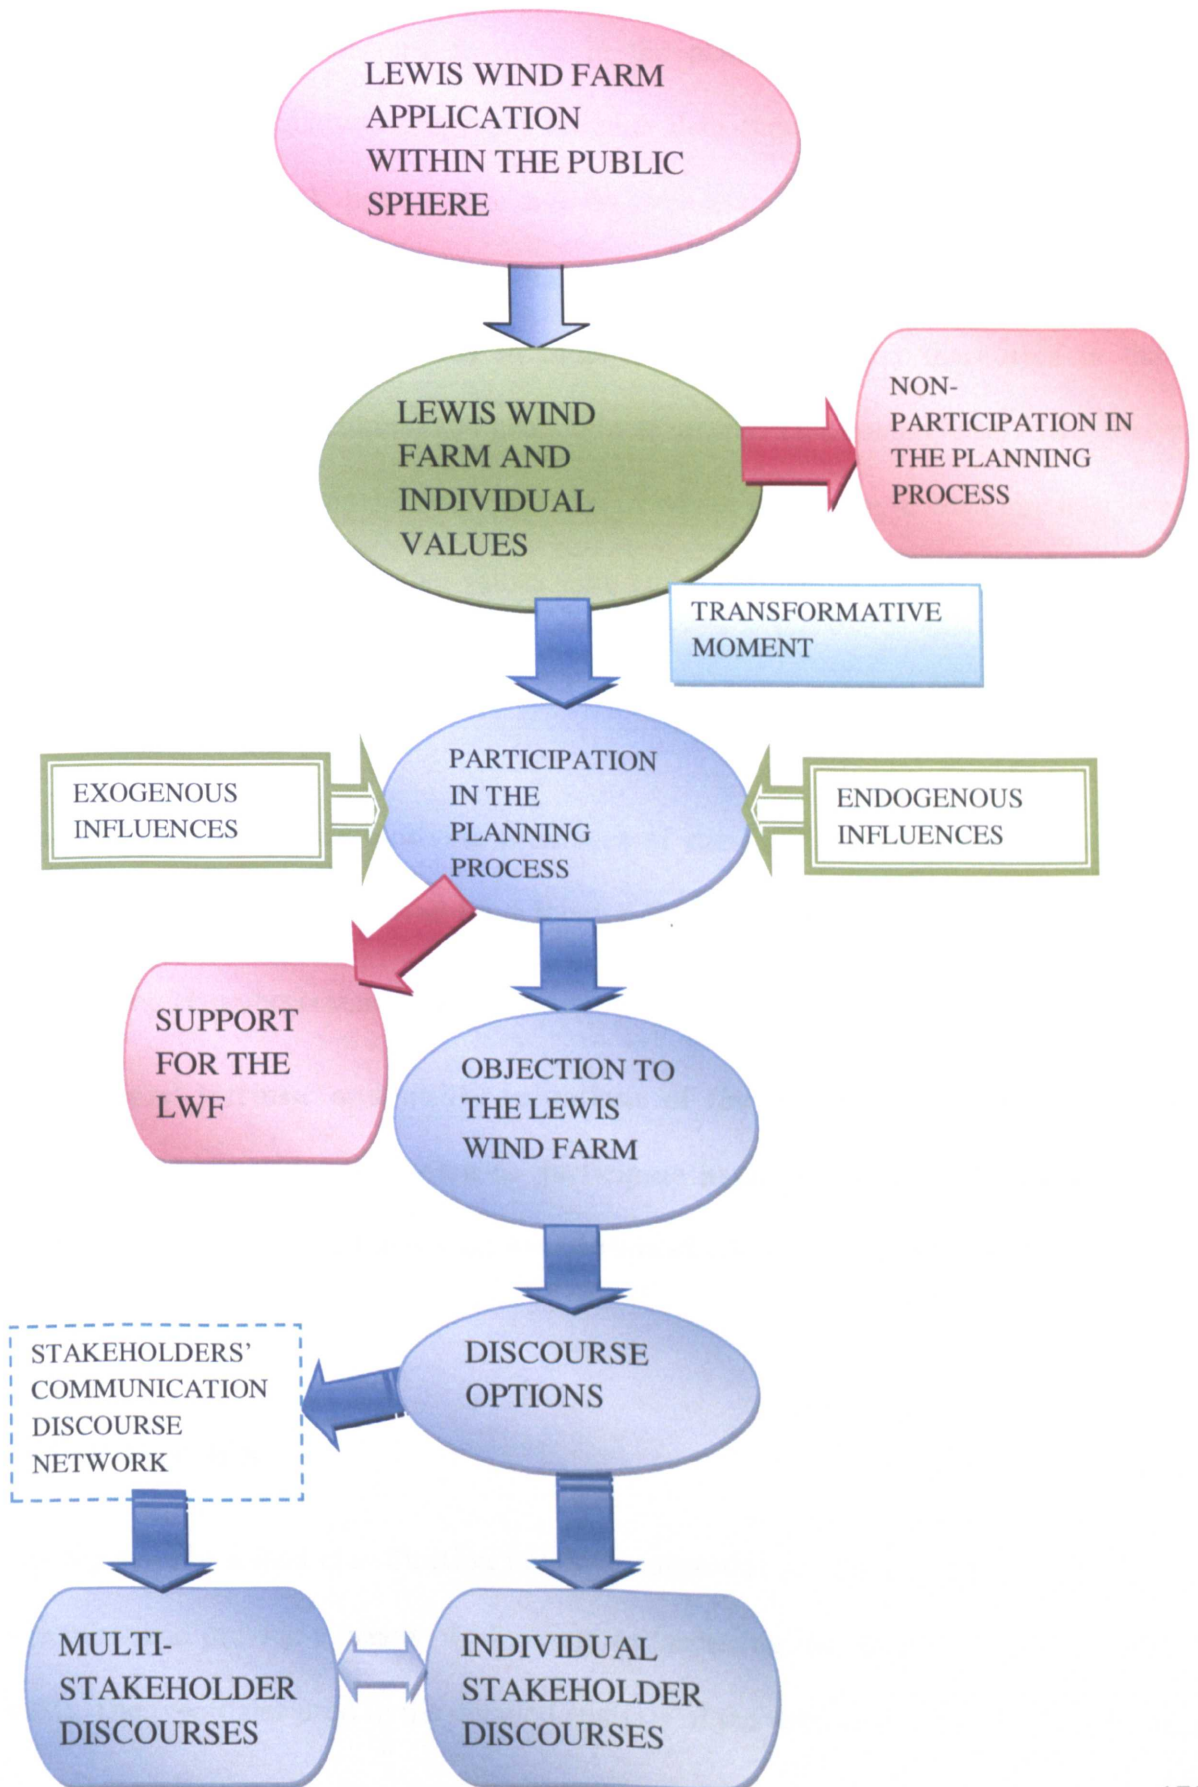 LEWIS WIND FARM
APPLICATION
WITHIN THE PUBLIC
SPHERE
LEWIS WIND
FARM AND
INDIVIDUAL
VALUES
NON-
PARTICIPATION IN
THE PLANNING
PROCESS
TRANSFORMATIVE
MOMENT
EXOGENOUS
INFLUENCES
PARTICIPATION
IN THE
PLANNING
PROCESS
ENDOGENOUS
INFLUENCES
SUPPORT
FOR THE
LWF
OBJECTION TO
THE LEWIS
WIND FARM
DISCOURSE
OPTIONS
STAKEHOLDERS’
COMMUNICATION
DISCOURSE
NETWORK
MULTI-
STAKEHOLDER
DISCOURSES
INDIVIDUAL
STAKEHOLDER
DISCOURSES